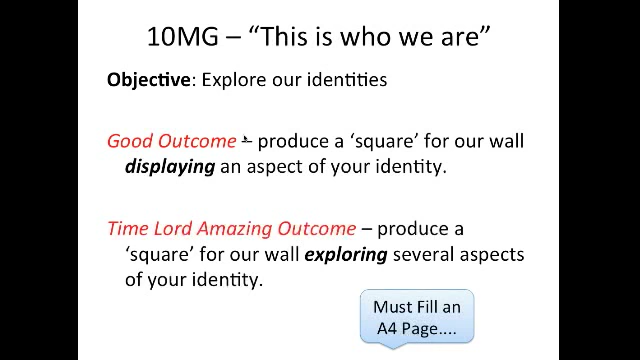 10MG – “This is who we are”
Objective: Explore our identities
Good Outcome – produce a ‘square’ for our wall
displaying an aspect of your identity.
Time Lord Amazing Outcome – produce a
‘square’ for our wall exploring several aspects
of your identity.
Must Fill an
A4 Page....